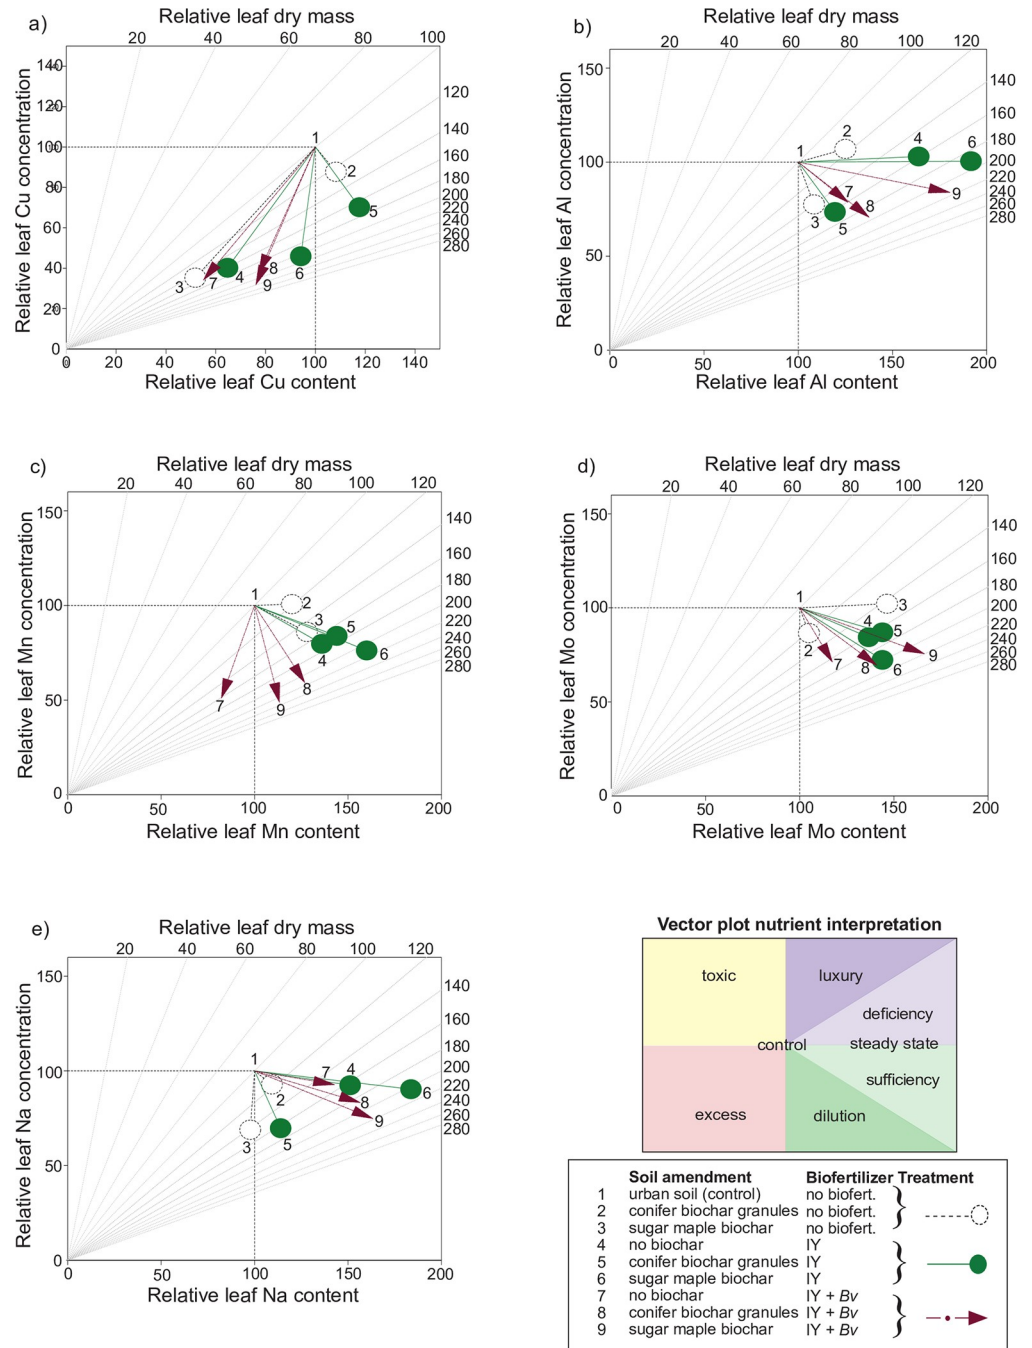 a)
Relative leaf dry mass
20 40 60 80 100
120
140
160
180
200
220
240
260
280
Relative leaf Cu concentration
100
80
60
40
20
0
1
2
5
3
7
4
8
9
6
0 20 40 60 80 100 120 140
Relative leaf Cu content
b)
Relative leaf dry mass
20 40 60 80 100 120
140
160
180
200
220
240
260
280
Relative leaf Al concentration
150
100
50
0
1
2
4
6
7
8
9
3
5
0 50 100 150 200
Relative leaf Al content
c)
Relative leaf dry mass
20 40 60 80 100 120
140
160
180
200
220
240
260
280
Relative leaf Mn concentration
150
100
50
0
1
2
3
5
4
6
7
8
9
0 50 100 150 200
Relative leaf Mn content
d)
Relative leaf dry mass
20 40 60 80 100 120
140
160
180
200
220
240
260
280
Relative leaf Mo concentration
150
100
50
0
1
3
4
5
2
7
8
6
9
0 50 100 150 200
Relative leaf Mo content
e)
Relative leaf dry mass
20 40 60 80 100 120
140
160
180
200
220
240
260
280
Relative leaf Na concentration
150
100
50
0
1
7
4
6
2
8
9
3
5
0 50 100 150 200
Relative leaf Na content
Vector plot nutrient interpretation
toxic luxury
deficiency
control steady state
sufficiency
excess dilution
Soil amendment Biofertilizer Treatment
1 urban soil (control) no biofert.
2 conifer biochar granules no biofert.
3 sugar maple biochar no biofert.
4 no biochar IY
5 conifer biochar granules IY
6 sugar maple biochar IY
7 no biochar IY + Bv
8 conifer biochar granules IY + Bv
9 sugar maple biochar IY + Bv